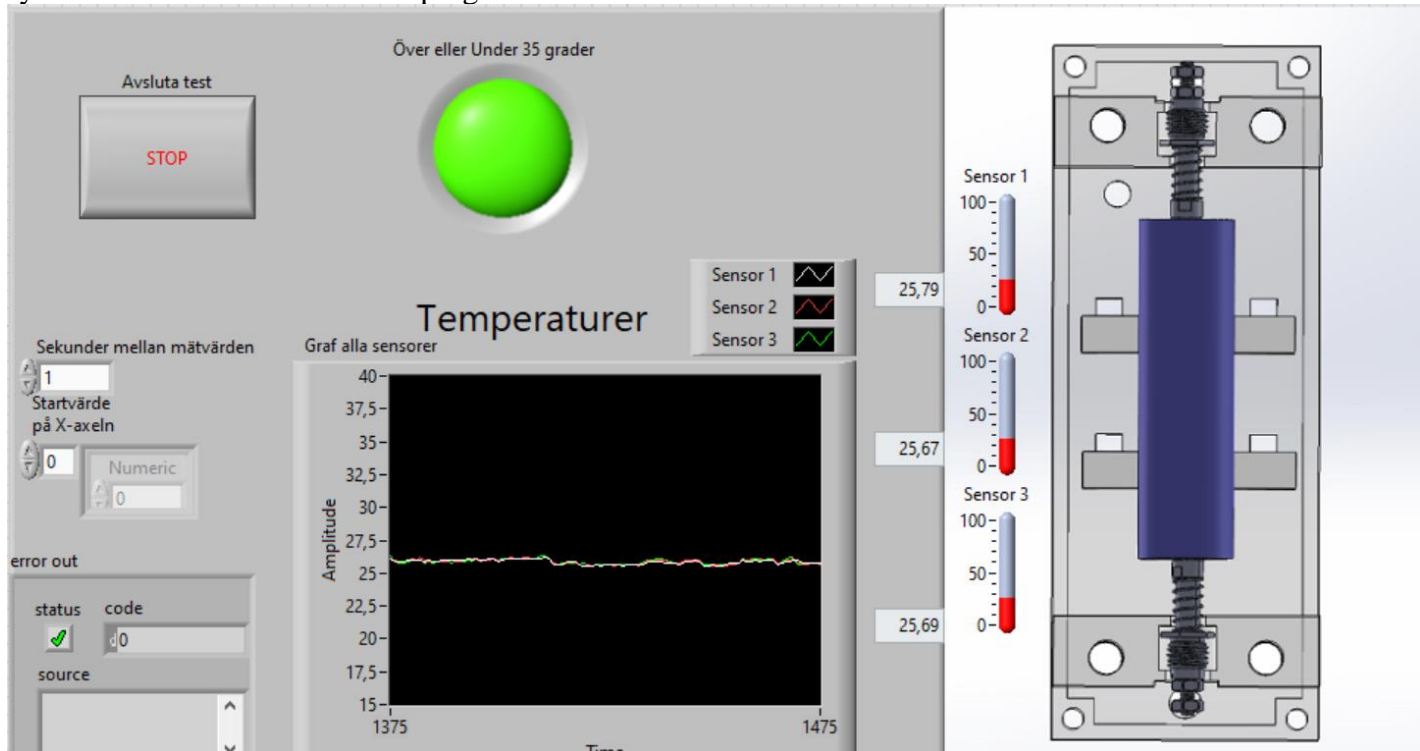 Över eller Under 35 grader
Avsluta test
STOP
Sensor 1
Sensor 2
Sensor 3
Temperaturer
Sekunder mellan mätvärden
1
Startvärde
på X-axeln
0
Numeric
0
error out
status
code
d0
source
Graf alla sensorer
40
37,5
35
32,5
30
27,5
25
22,5
20
17,5
15
Amplitude
1375
1475
Time
25,79
25,67
25,69
Sensor 1
100
50
0
Sensor 2
100
50
0
Sensor 3
100
50
0